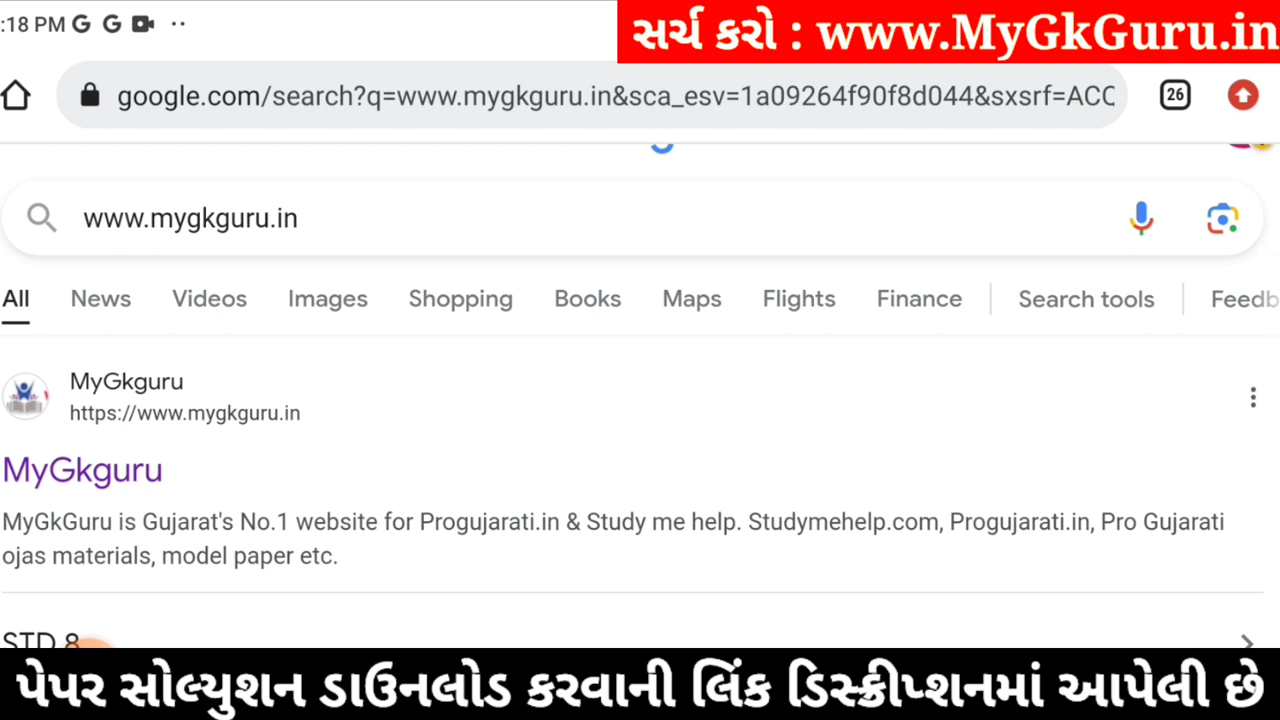 :18 PM
સર્ચ કરો : www.MyGkGuru.in
google.com/search?q=www.mygkguru.in&sca_esv=1a09264f90f8d044&sxsrf=ACC
26
www.mygkguru.in
All News Videos Images Shopping Books Maps Flights Finance Search tools Feedb
MyGkguru
https://www.mygkguru.in
MyGkguru
MyGkGuru is Gujarat's No.1 website for Progujarati.in & Study me help. Studymehelp.com, Progujarati.in, Pro Gujarati
ojas materials, model paper etc.
STD 8
પેપર સોલ્યુશન ડાઉનલોડ કરવાની લિંક ડિસ્ક્રીપ્શનમાં આપેલી છે